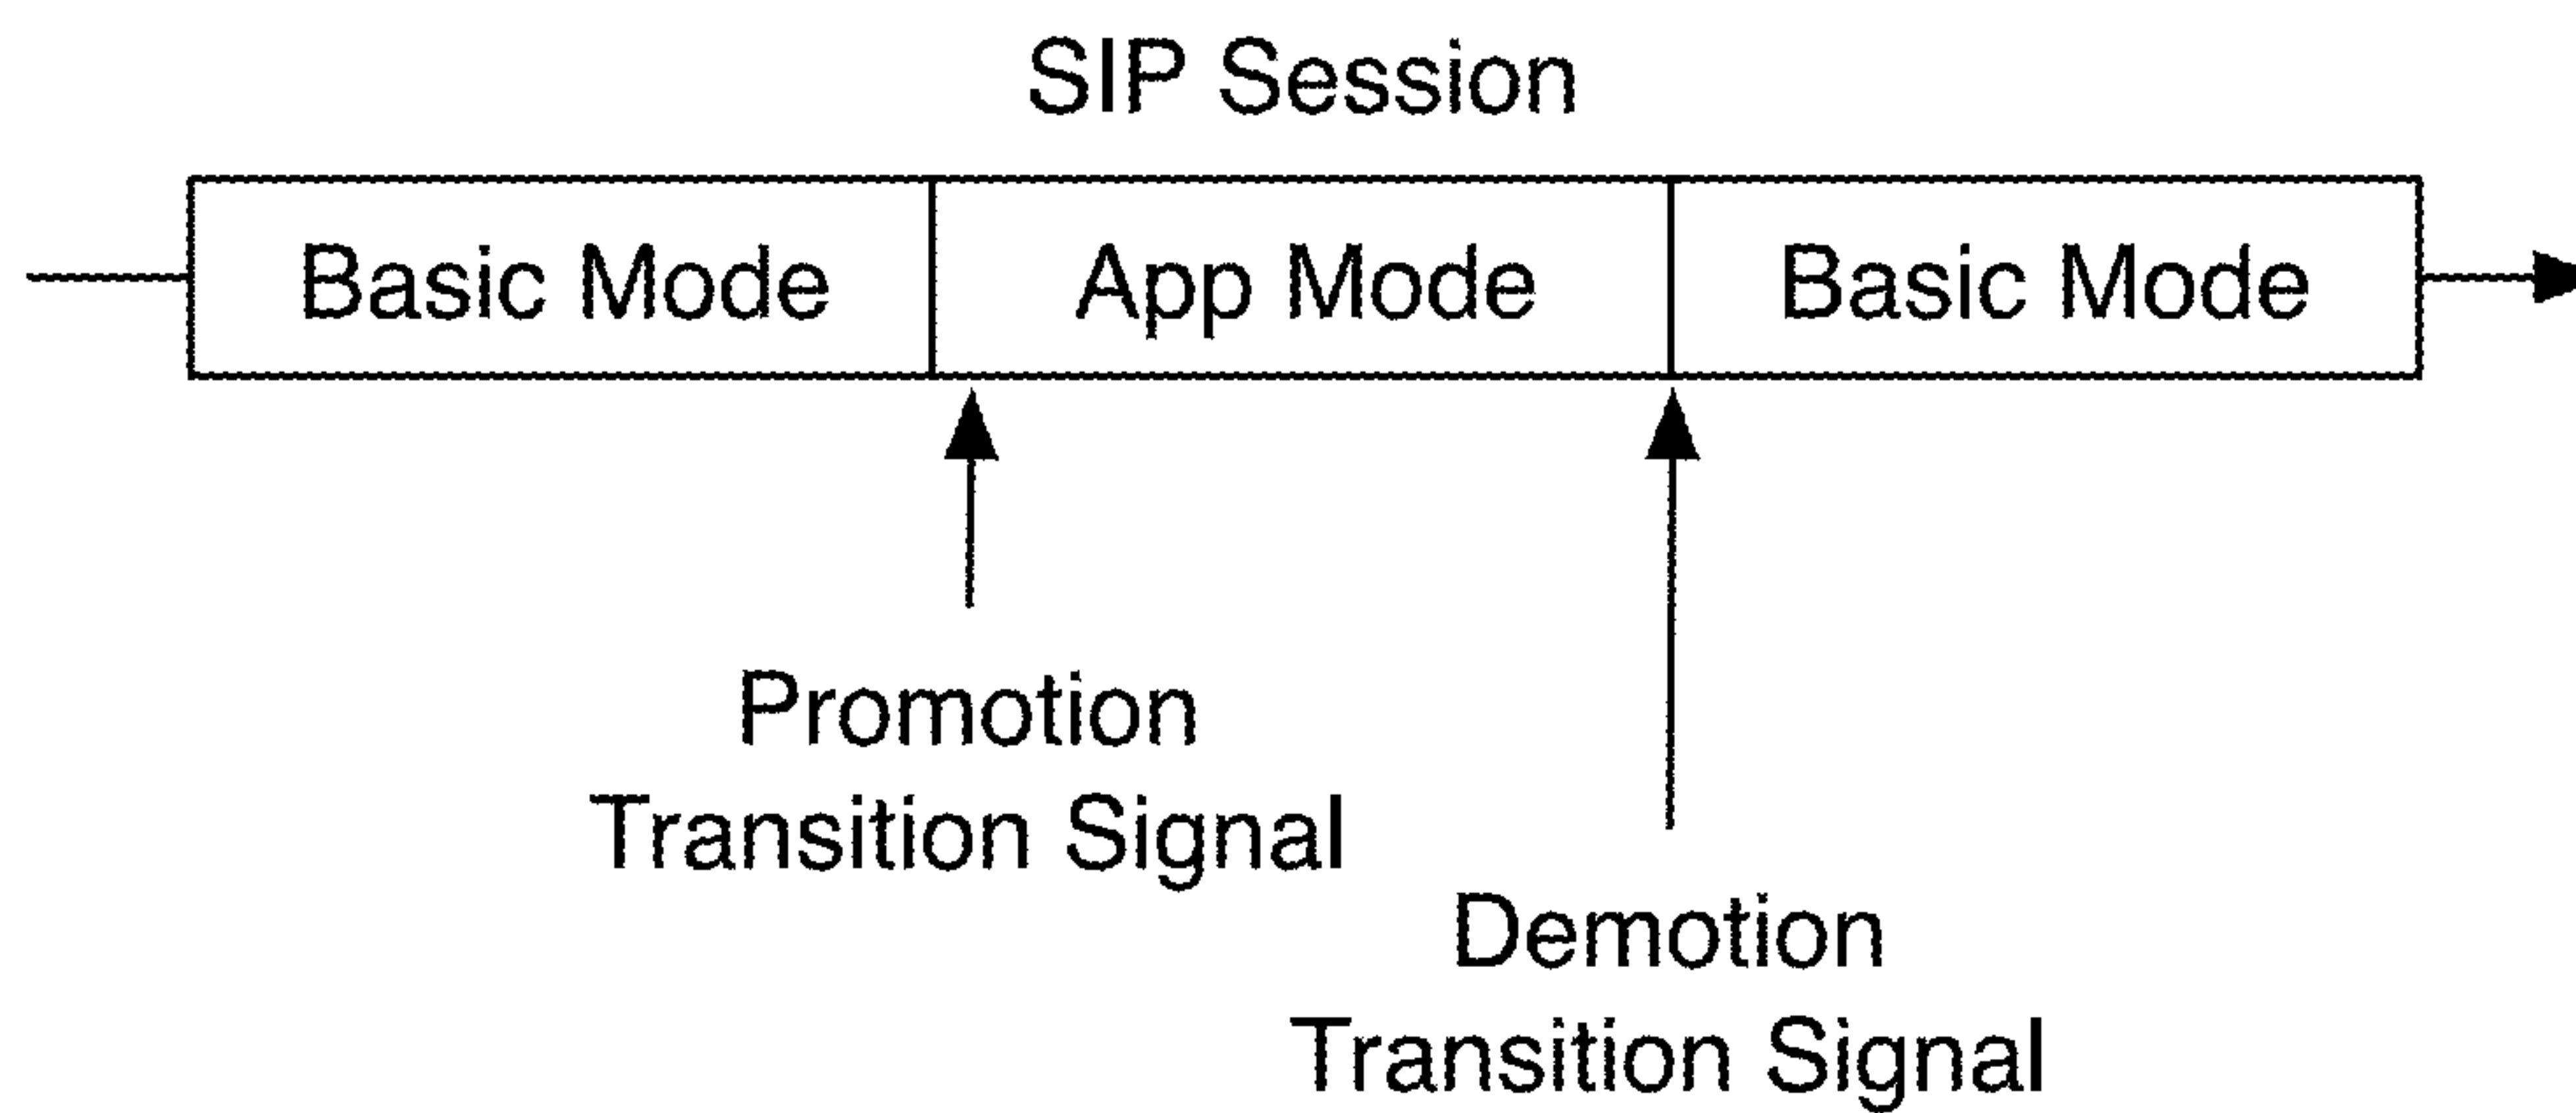 SIP Session
Basic Mode
App Mode
Basic Mode
Promotion
Transition Signal
Demotion
Transition Signal